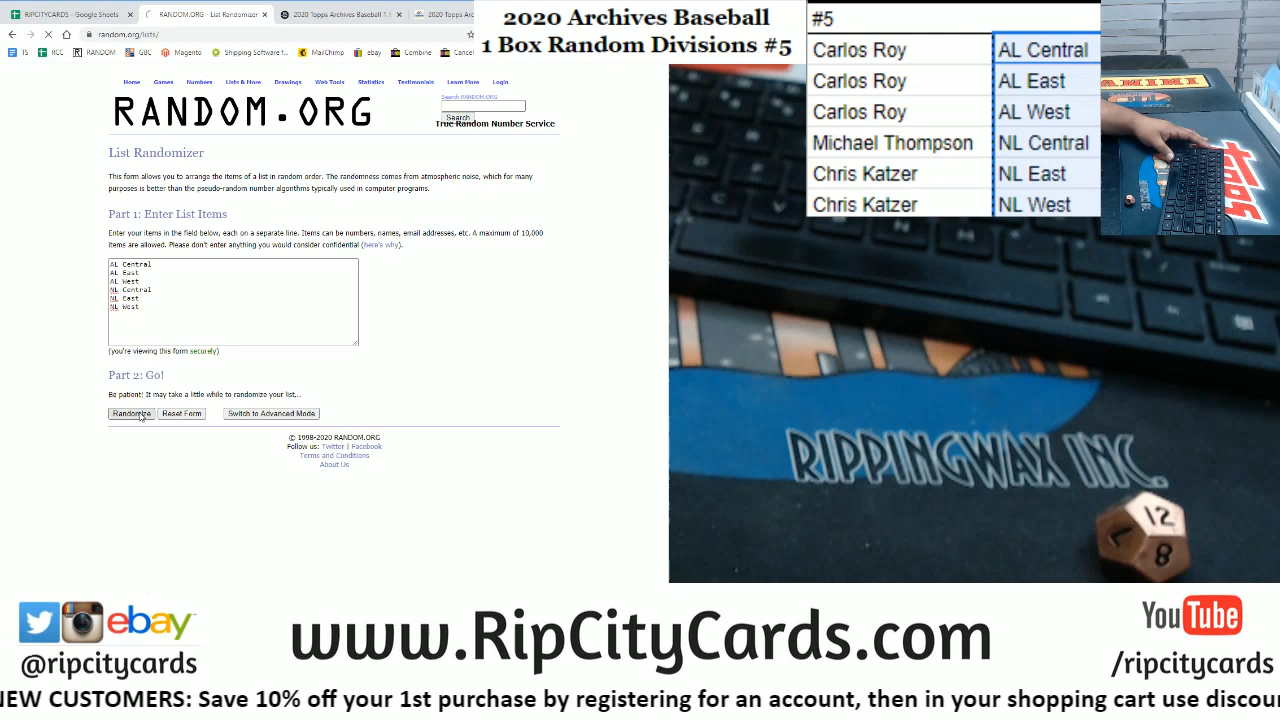 RIPCITYCARDS - Google Sheets
RANDOM.ORG - List Randomizer
2020 Topps Archives Baseball 1
2020 Topps Arc
random.org/lists/
TS
RCC
RANDOM
GBC
Magento
Shipping Software f...
MailChimp
ebay
Combine
Cancel
2020 Archives Baseball
1 Box Random Divisions #5
#5
Carlos Roy AL Central
Carlos Roy AL East
Carlos Roy AL West
Michael Thompson NL Central
Chris Katzer NL East
Chris Katzer NL West
PANINI
topps
Home Games Numbers Lists & More Drawings Web Tools Statistics Testimonials Learn More Login
RANDOM.ORG
Search RANDOM.ORG
Search
True Random Number Service
List Randomizer
This form allows you to arrange the items of a list in random order. The randomness comes from atmospheric noise, which for many
purposes is better than the pseudo-random number algorithms typically used in computer programs.
Part 1: Enter List Items
Enter your items in the field below, each on a separate line. Items can be numbers, names, email addresses, etc. A maximum of 10,000
items are allowed. Please don't enter anything you would consider confidential (here's why).
AL Central
AL East
AL West
NL Central
NL East
NL West
(you're viewing this form securely)
Part 2: Go!
Be patient! It may take a little while to randomize your list...
Randomize Reset Form Switch to Advanced Mode
© 1998-2020 RANDOM.ORG
Follow us: Twitter | Facebook
Terms and Conditions
About Us
RIPPINGWAX INC.
12
8
ebay
@ripcitycards
www.RipCityCards.com
YouTube
/ripcitycards
NEW CUSTOMERS: Save 10% off your 1st purchase by registering for an account, then in your shopping cart use discou